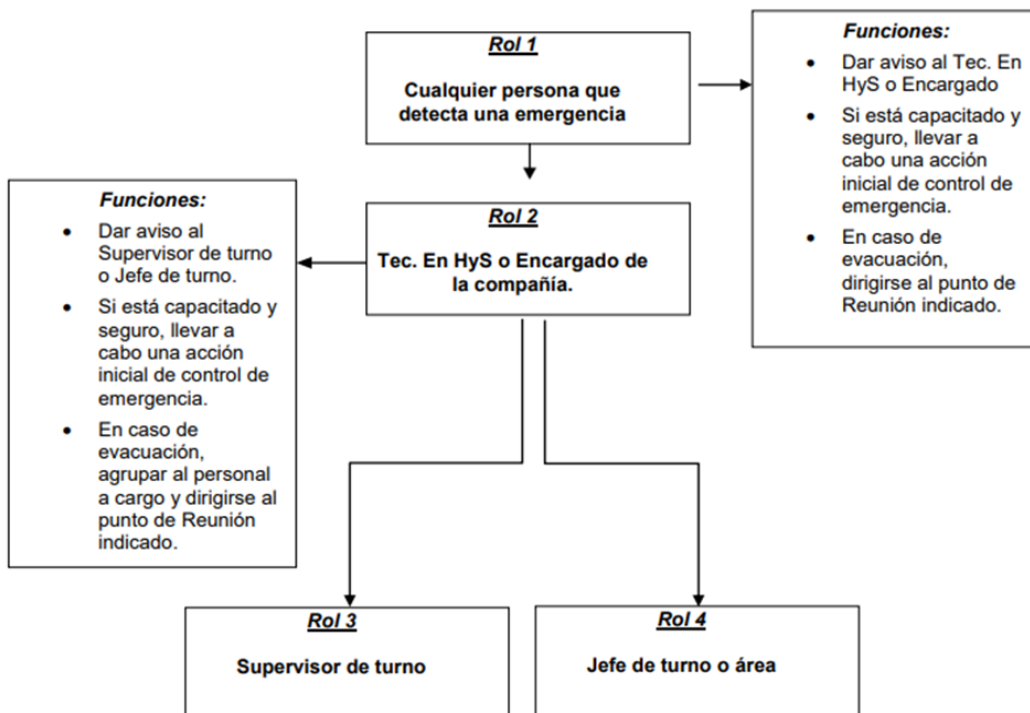 Rol 1
Cualquier persona que
detecta una emergencia
Funciones:
• Dar aviso al Tec. En
HyS o Encargado
• Si está capacitado y
seguro, llevar a
cabo una acción
inicial de control de
emergencia.
• En caso de
evacuación,
dirigirse al punto de
Reunión indicado.
Rol 2
Tec. En HyS o Encargado de
la compañía.
Funciones:
• Dar aviso al
Supervisor de turno
o Jefe de turno.
• Si está capacitado y
seguro, llevar a
cabo una acción
inicial de control de
emergencia.
• En caso de
evacuación,
agrupar al personal
a cargo y dirigirse al
punto de Reunión
indicado.
Rol 3
Supervisor de turno
Rol 4
Jefe de turno o área